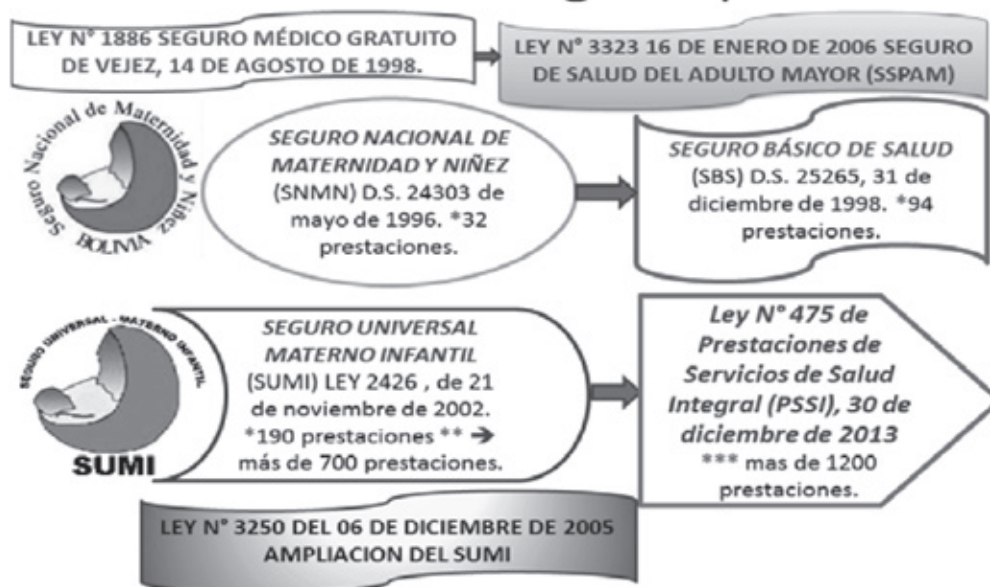 LEY N° 1886 SEGURO MÉDICO GRATUITO
DE VEJEZ, 14 DE AGOSTO DE 1998.
LEY N° 3323 16 DE ENERO DE 2006 SEGURO
DE SALUD DEL ADULTO MAYOR (SSPAM)
Seguro Nacional de Maternidad y Niñez
BOLIVIA
SEGURO NACIONAL DE
MATERNIDAD Y NIÑEZ
(SNMN) D.S. 24303 de
mayo de 1996. *32
prestaciones.
SEGURO BÁSICO DE SALUD
(SBS) D.S. 25265, 31 de
diciembre de 1998. *94
prestaciones.
SEGURO UNIVERSAL - MATERNO INFANTIL
SUMI
SEGURO UNIVERSAL
MATERNO INFANTIL
(SUMI) LEY 2426 , de 21
de noviembre de 2002.
*190 prestaciones ** ➔
más de 700 prestaciones.
Ley N° 475 de
Prestaciones de
Servicios de Salud
Integral (PSSI), 30 de
diciembre de 2013
*** mas de 1200
prestaciones.
LEY N° 3250 DEL 06 DE DICIEMBRE DE 2005
AMPLIACION DEL SUMI